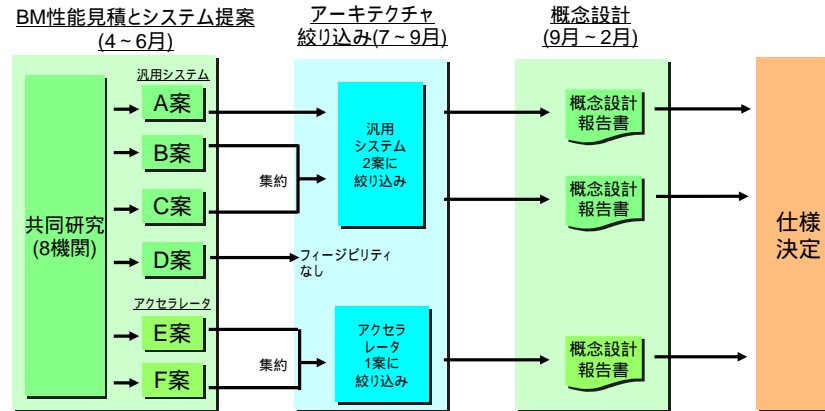 BM性能見積とシステム提案
(4~6月)
アーキテクチャ
絞り込み(7~9月)
概念設計
(9月~2月)
共同研究
(8機関)
汎用システム
A案
B案
C案
D案
アクセラレータ
E案
F案
集約
フィージビリティ
なし
集約
汎用
システム
2案に
絞り込み
アクセラ
レータ
1案に
絞り込み
概念設計
報告書
概念設計
報告書
概念設計
報告書
仕様
決定